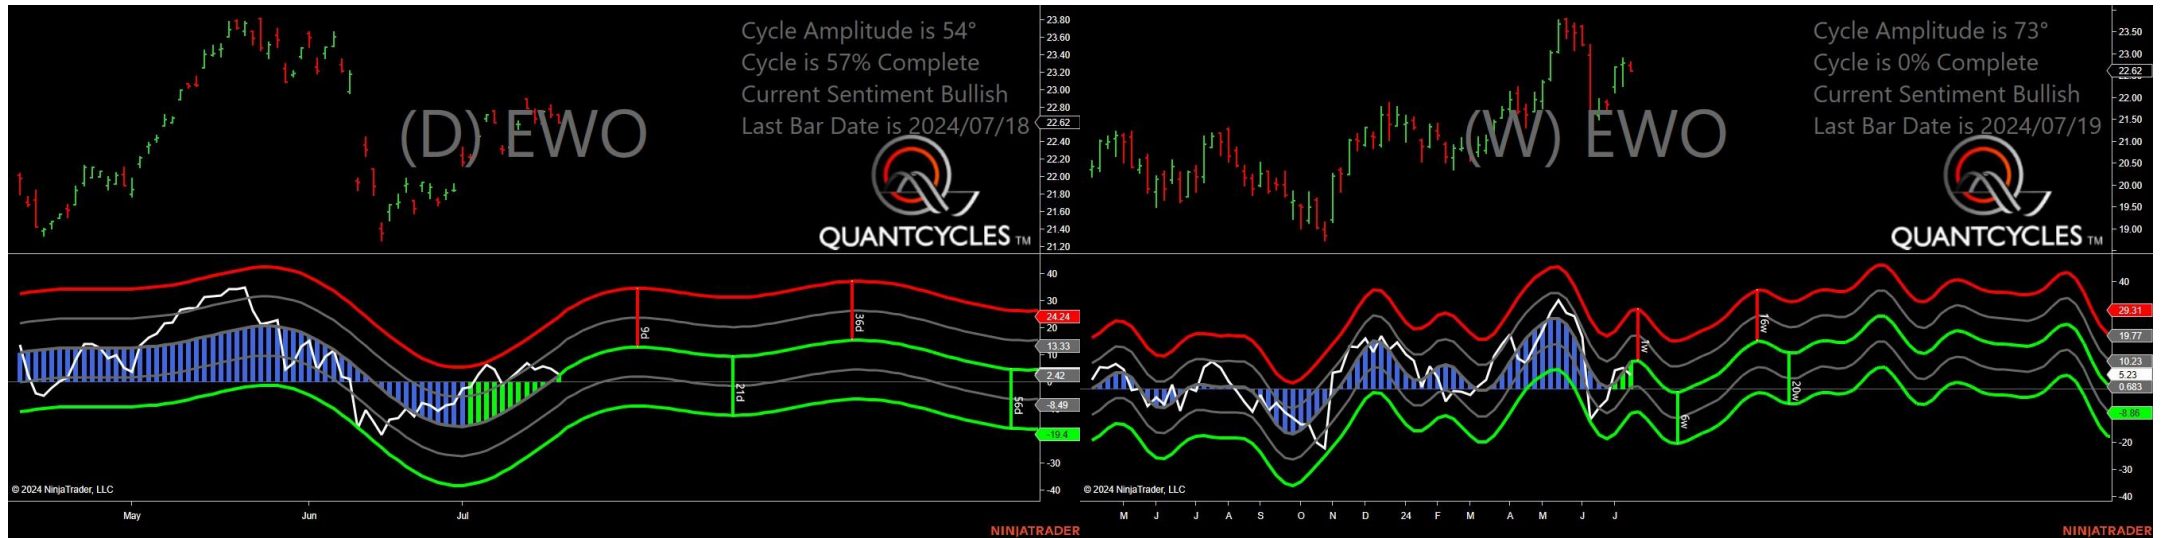 Cycle Amplitude is 54°
Cycle is 57% Complete
Current Sentiment Bullish
Last Bar Date is 2024/07/18
(D) EWO
QUANTCYCLES TM
23.80
23.60
23.40
23.20
23.00
22.80
22.62
22.40
22.20
22.00
21.80
21.60
21.40
21.20
40
30
24.24
20
13.33
10
2.42
-8.49
-19.4
-30
-40
9d
21d
36d
56d
© 2024 NinjaTrader, LLC
May Jun Jul
NINJATRADER
Cycle Amplitude is 73°
Cycle is 0% Complete
Current Sentiment Bullish
Last Bar Date is 2024/07/19
(W) EWO
QUANTCYCLES TM
23.50
23.00
22.62
22.00
21.50
21.00
20.50
20.00
19.50
19.00
40
29.31
19.77
10.23
5.23
0.683
-8.86
-20
-30
-40
1w
6w
16w
20w
© 2024 NinjaTrader, LLC
M J J A S O N D 24 F M A M J J
NINJATRADER